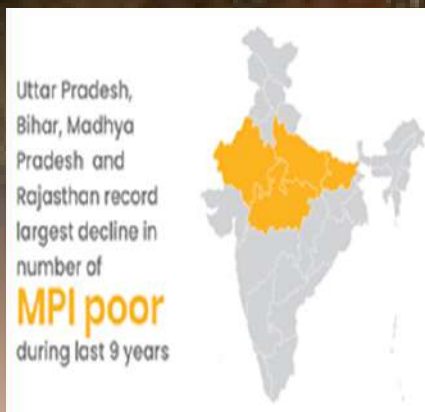 Uttar Pradesh,
Bihar, Madhya
Pradesh and
Rajasthan record
largest decline in
number of
MPI poor
during last 9 years